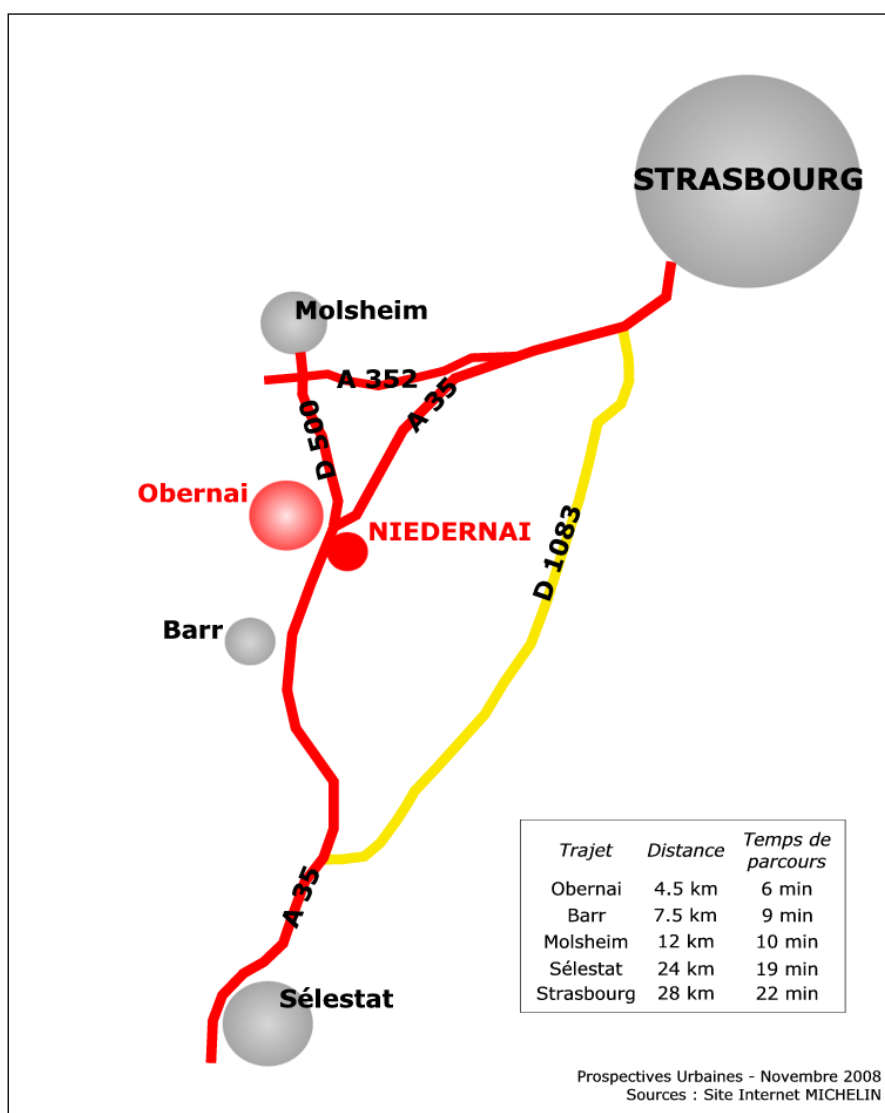 STRASBOURG
Molsheim
A 352
A 35
D 500
Obernai
NIEDERNAI
D 1083
Barr
A 35
Sélestat
Trajet Distance Temps de parcours
Obernai 4.5 km 6 min
Barr 7.5 km 9 min
Molsheim 12 km 10 min
Sélestat 24 km 19 min
Strasbourg 28 km 22 min
Prospectives Urbaines - Novembre 2008
Sources : Site Internet MICHELIN